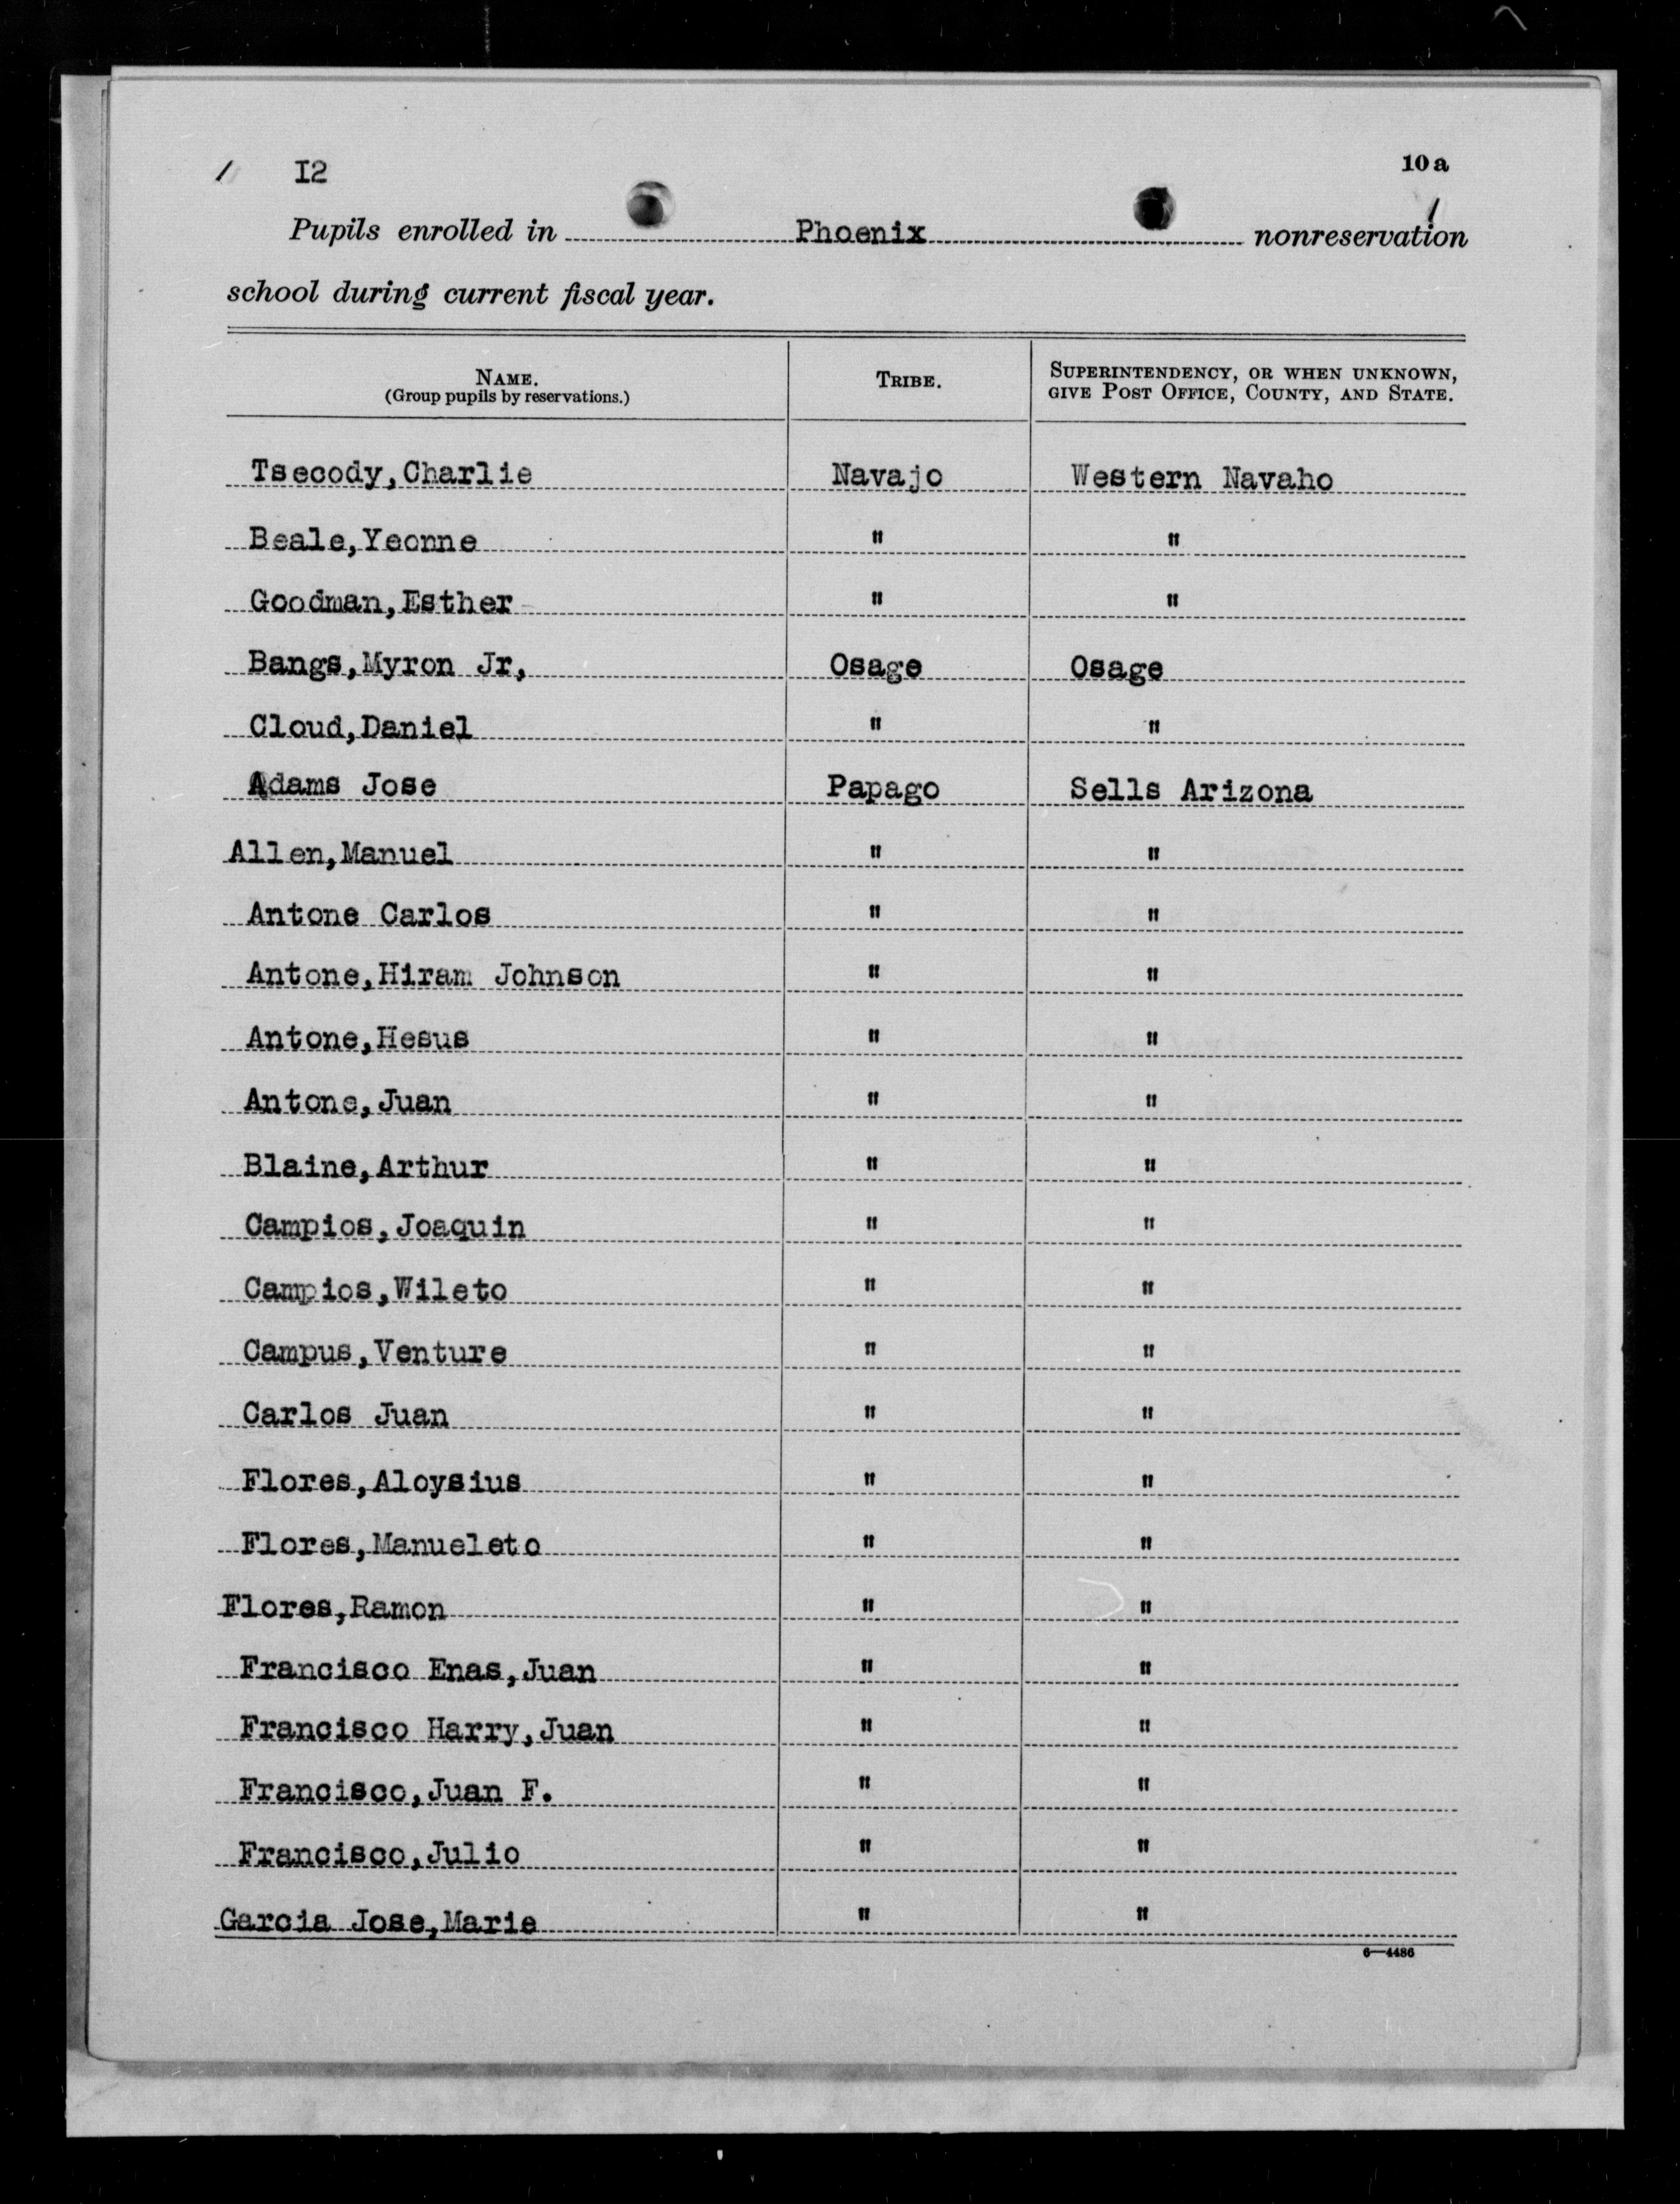 / I2 10 a
/
Pupils enrolled in Phoenix nonreservation
school during current fiscal year.
NAME. TRIBE. SUPERINTENDENCY, OR WHEN UNKNOWN,
(Group pupils by reservations.) GIVE POST OFFICE, COUNTY, AND STATE.
Tsecody,Charlie Navajo Western Navaho
Beale,Yeonne " "
Goodman,Esther " "
Bangs,Myron Jr, Osage Osage
Cloud,Daniel " "
Adams Jose Papago Sells Arizona
Allen,Manuel " "
Antone Carlos " "
Antone,Hiram Johnson " "
Antone,Hesus " "
Antone,Juan " "
Blaine,Arthur " "
Campios,Joaquin " "
Campios,Wileto " "
Campus,Venture " "
Carlos Juan " "
Flores,Aloysius " "
Flores,Manueleto " "
Flores,Ramon " "
Francisco Enas,Juan " "
Francisco Harry,Juan " "
Francisco,Juan F. " "
Francisco,Julio " "
Garcia Jose,Marie " "
6—4486